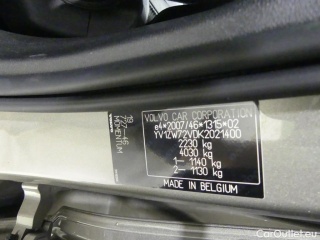 VOLVO CAR CORPORATION
e4*2007/46*1315*02
YV1ZW72VDK2021400
2230 kg
4030 kg
1- 1140 kg
2- 1130 kg
MADE IN BELGIUM
MOMENTUM
CarOutlet.eu